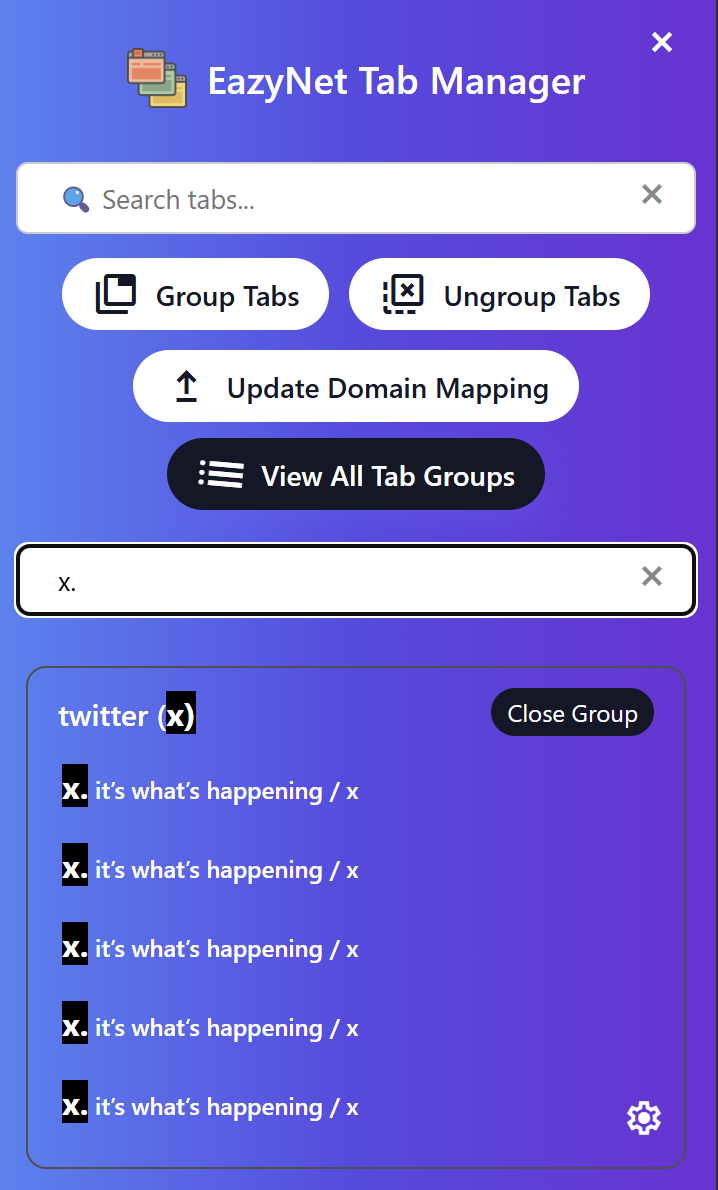 EazyNet Tab Manager
Search tabs...
Group Tabs
Ungroup Tabs
Update Domain Mapping
View All Tab Groups
x.
twitter (x)
Close Group
x. it’s what’s happening / x
x. it’s what’s happening / x
x. it’s what’s happening / x
x. it’s what’s happening / x
x. it’s what’s happening / x